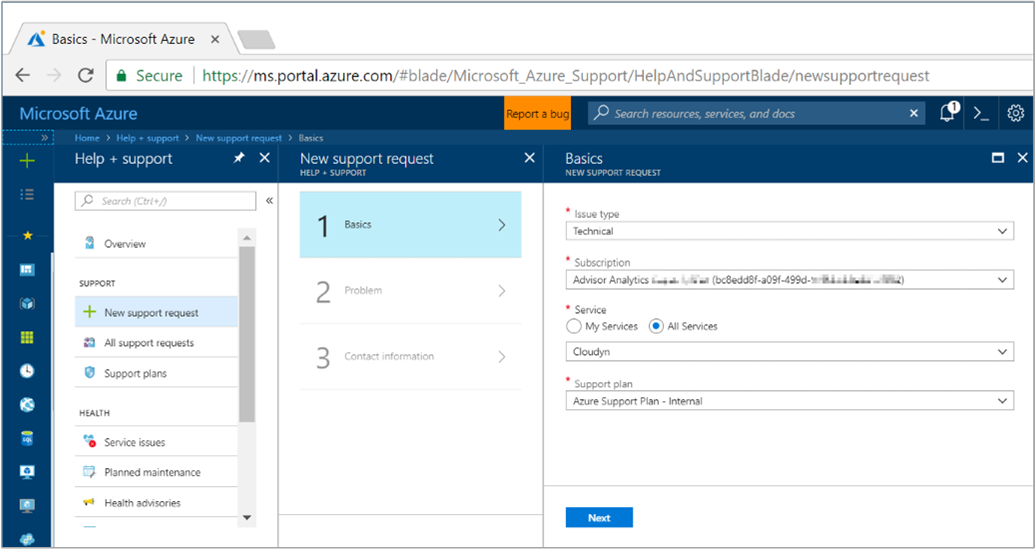 Basics - Microsoft Azure
Secure
https://ms.portal.azure.com/#blade/Microsoft_Azure_Support/HelpAndSupportBlade/newsupportrequest
Microsoft Azure
Report a bug
Search resources, services, and docs
1
Home > Help + support > New support request > Basics
Help + support
Search (Ctrl+/)
Overview
SUPPORT
New support request
All support requests
Support plans
HEALTH
Service issues
Planned maintenance
Health advisories
New support request
HELP + SUPPORT
1 Basics
2 Problem
3 Contact information
Basics
NEW SUPPORT REQUEST
* Issue type
Technical
* Subscription
Advisor Analytics (bc8edd8f-a09f-499d-
* Service
My Services
All Services
Cloudyn
* Support plan
Azure Support Plan - Internal
Next